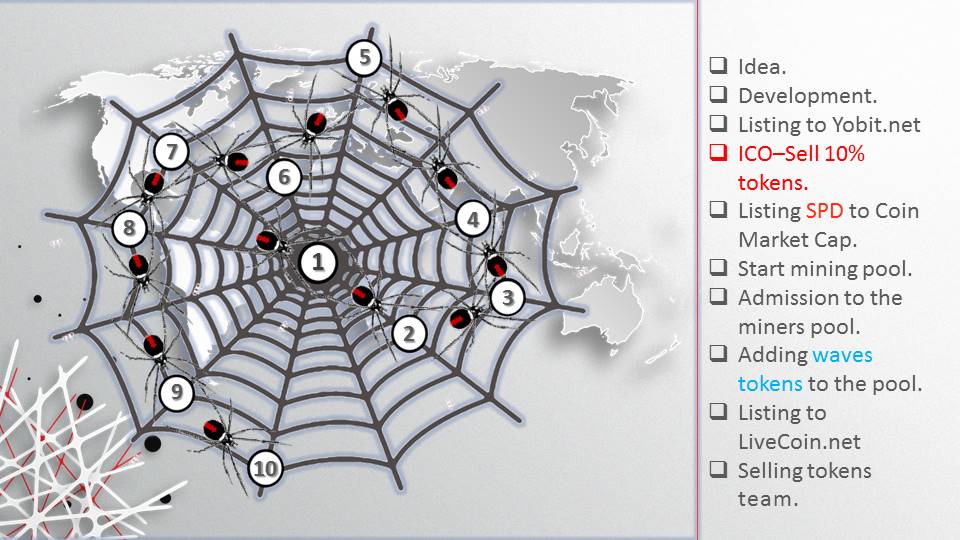 5
7
6
8
4
1
3
2
9
10
Idea.
Development.
Listing to Yobit.net
ICO–Sell 10%
tokens.
Listing SPD to Coin
Market Cap.
Start mining pool.
Admission to the
miners pool.
Adding waves
tokens to the pool.
Listing to
LiveCoin.net
Selling tokens
team.